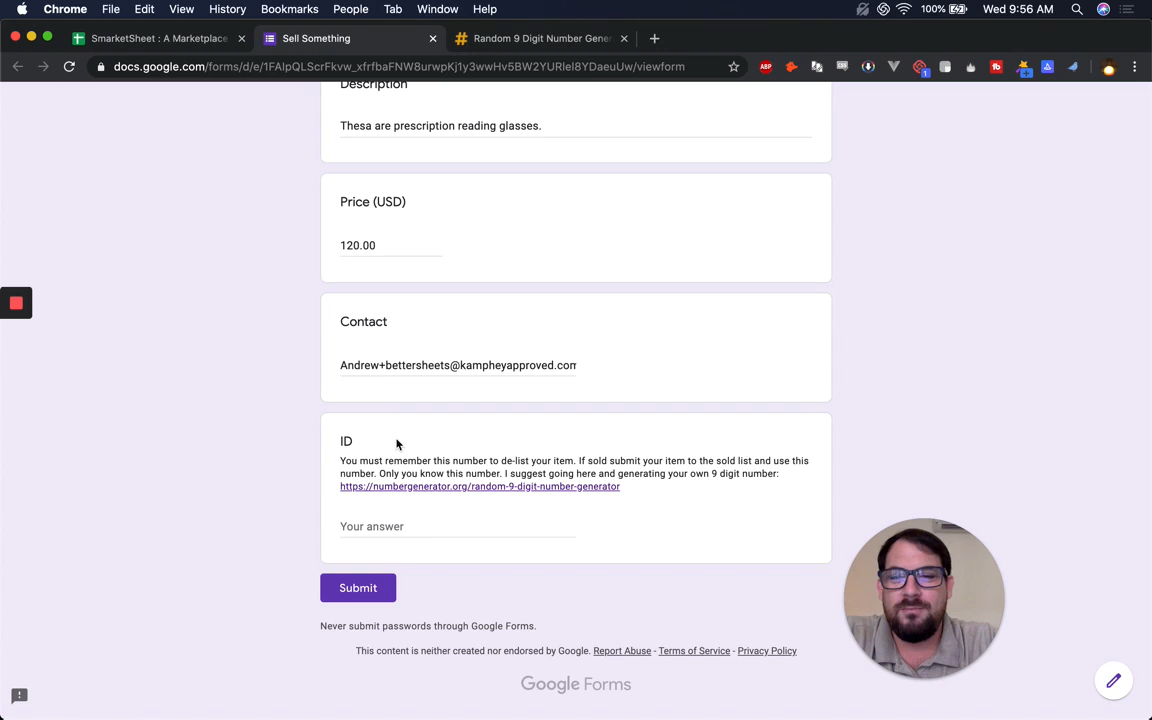 Chrome File Edit View History Bookmarks People Tab Window Help 100% Wed 9:56 AM
SmarketSheet : A Marketplace Sell Something Random 9 Digit Number Gener
docs.google.com/forms/d/e/1FAIpQLScrFkvw_xfrfbaFNW8urwpKj1y3wwHv5BW2YURlel8YDaeuUw/viewform
Description
Thesa are prescription reading glasses.
Price (USD)
120.00
Contact
Andrew+bettersheets@kampheyapproved.com
ID
You must remember this number to de-list your item. If sold submit your item to the sold list and use this
number. Only you know this number. I suggest going here and generating your own 9 digit number:
https://numbergenerator.org/random-9-digit-number-generator
Your answer
Submit
Never submit passwords through Google Forms.
This content is neither created nor endorsed by Google. Report Abuse - Terms of Service - Privacy Policy
Google Forms